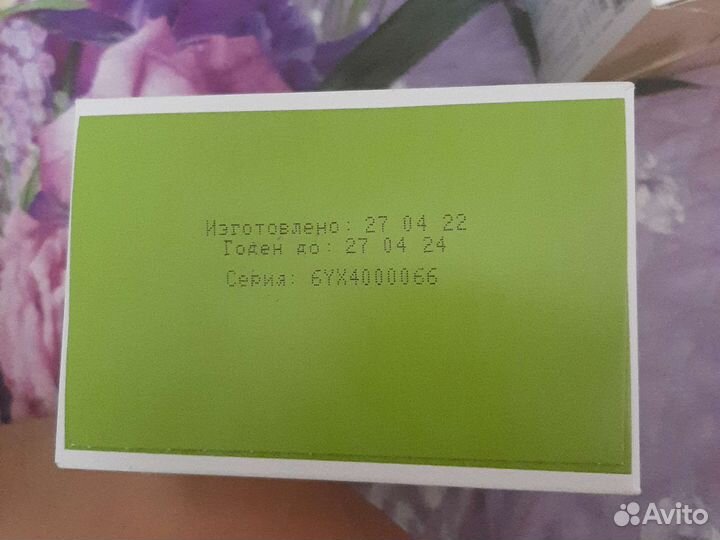 Изготовлено: 27 04 22
Годен до: 27 04 24
Серия: 6YX4000066
Avito